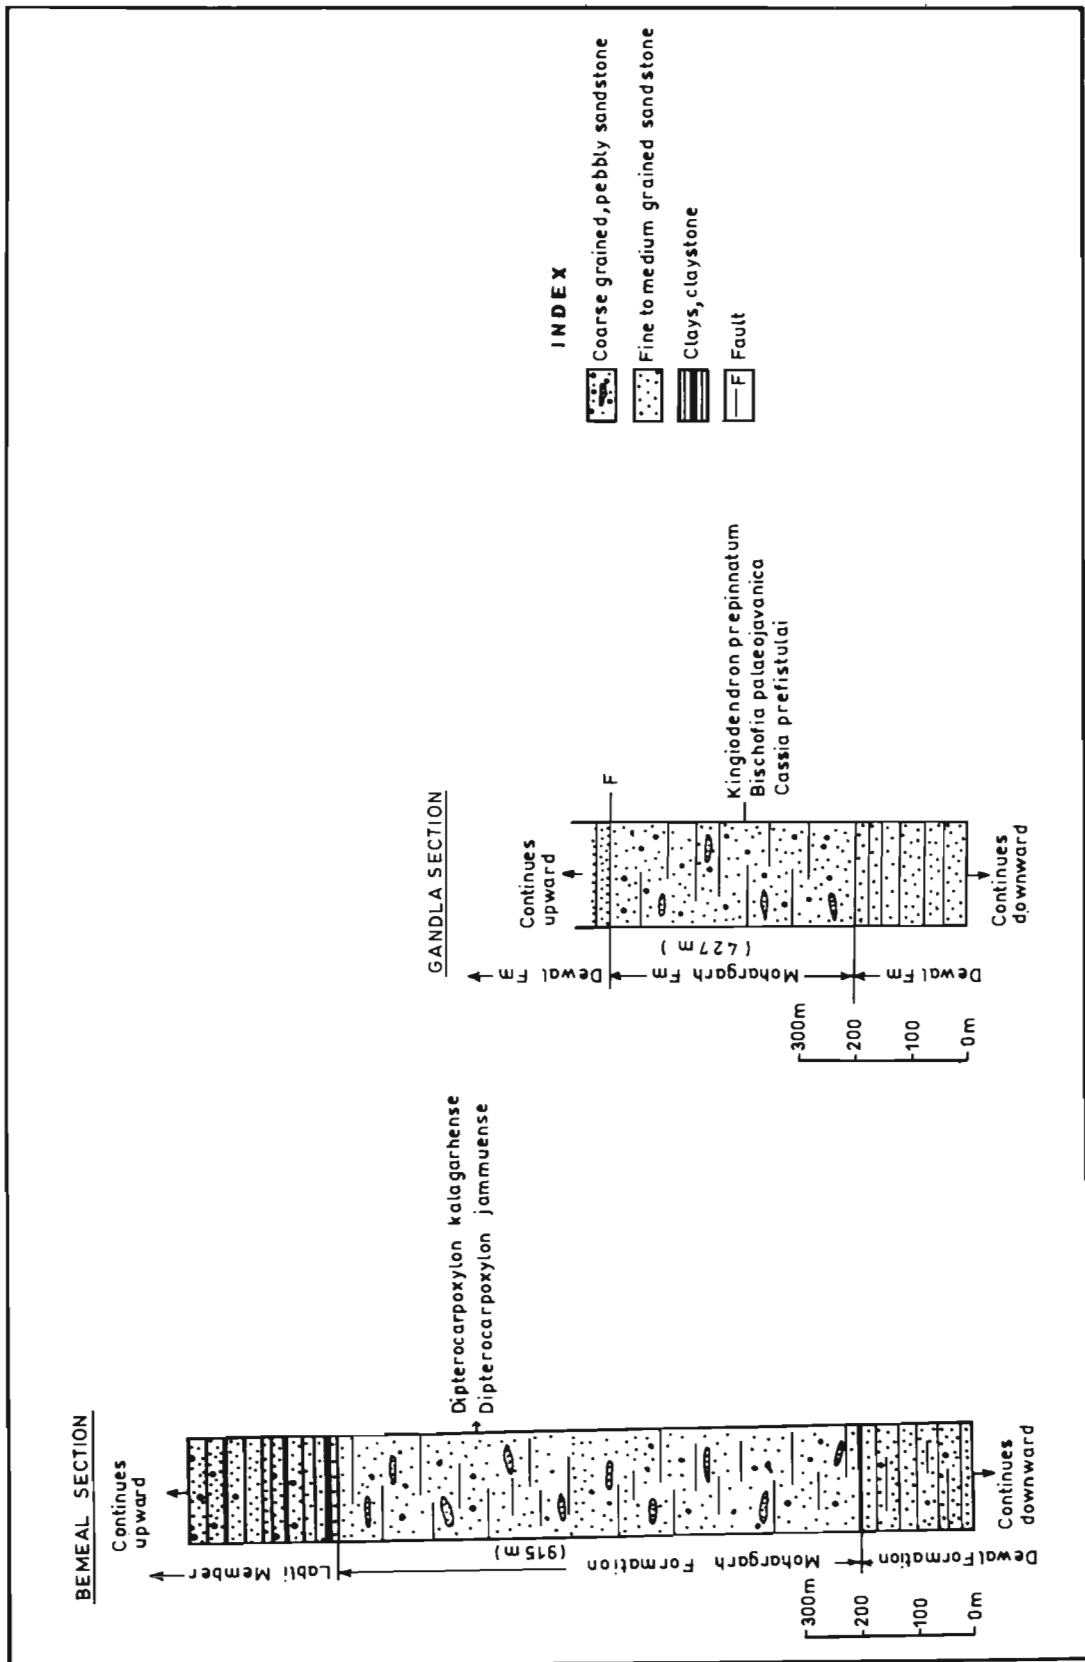 BEMEAL SECTION
Continues
upward
Labli Member
Mohargarh Formation
(915m)
Dewal Formation
Continues
downward
300m
200
100
0m
Dipterocarpoxylon kalagarhense
Dipterocarpoxylon jammuense
GANDLA SECTION
Continues
upward
F
Dewal Fm
Mohargarh Fm
(427m)
Dewal Fm
Continues
downward
300m
200
100
0m
Kingiodendron prepinnatum
Bischofia palaeojavanica
Cassia prefistulai
INDEX
Coarse grained, pebbly sandstone
Fine to medium grained sandstone
Clays, claystone
F Fault